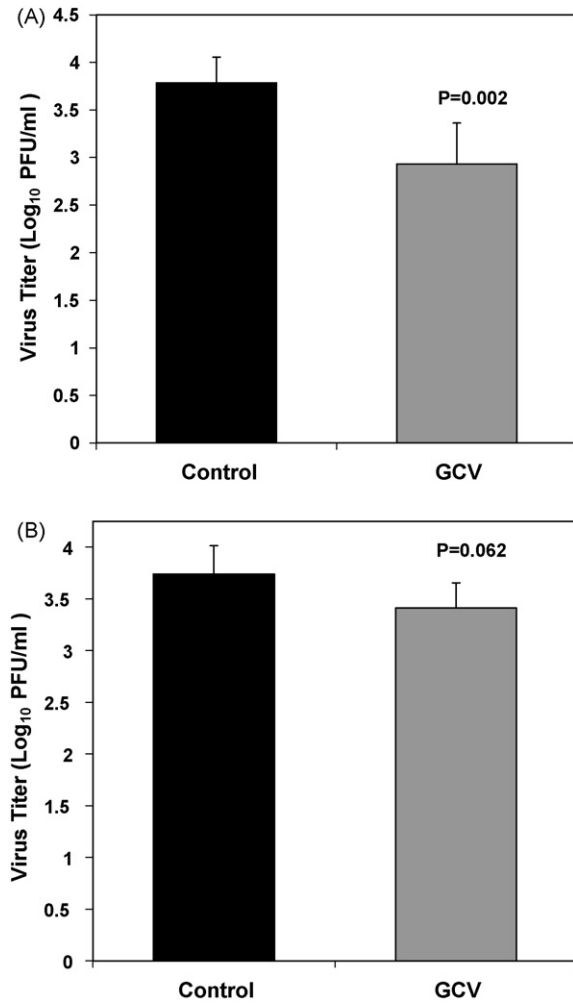 (A)
Virus Titer (Log10 PFU/ml )
4.5
4
3.5
3
2.5
2
1.5
1
0.5
0
P=0.002
Control GCV
(B)
Virus Titer (Log10 PFU/ml )
4
3.5
3
2.5
2
1.5
1
0.5
0
P=0.062
Control GCV